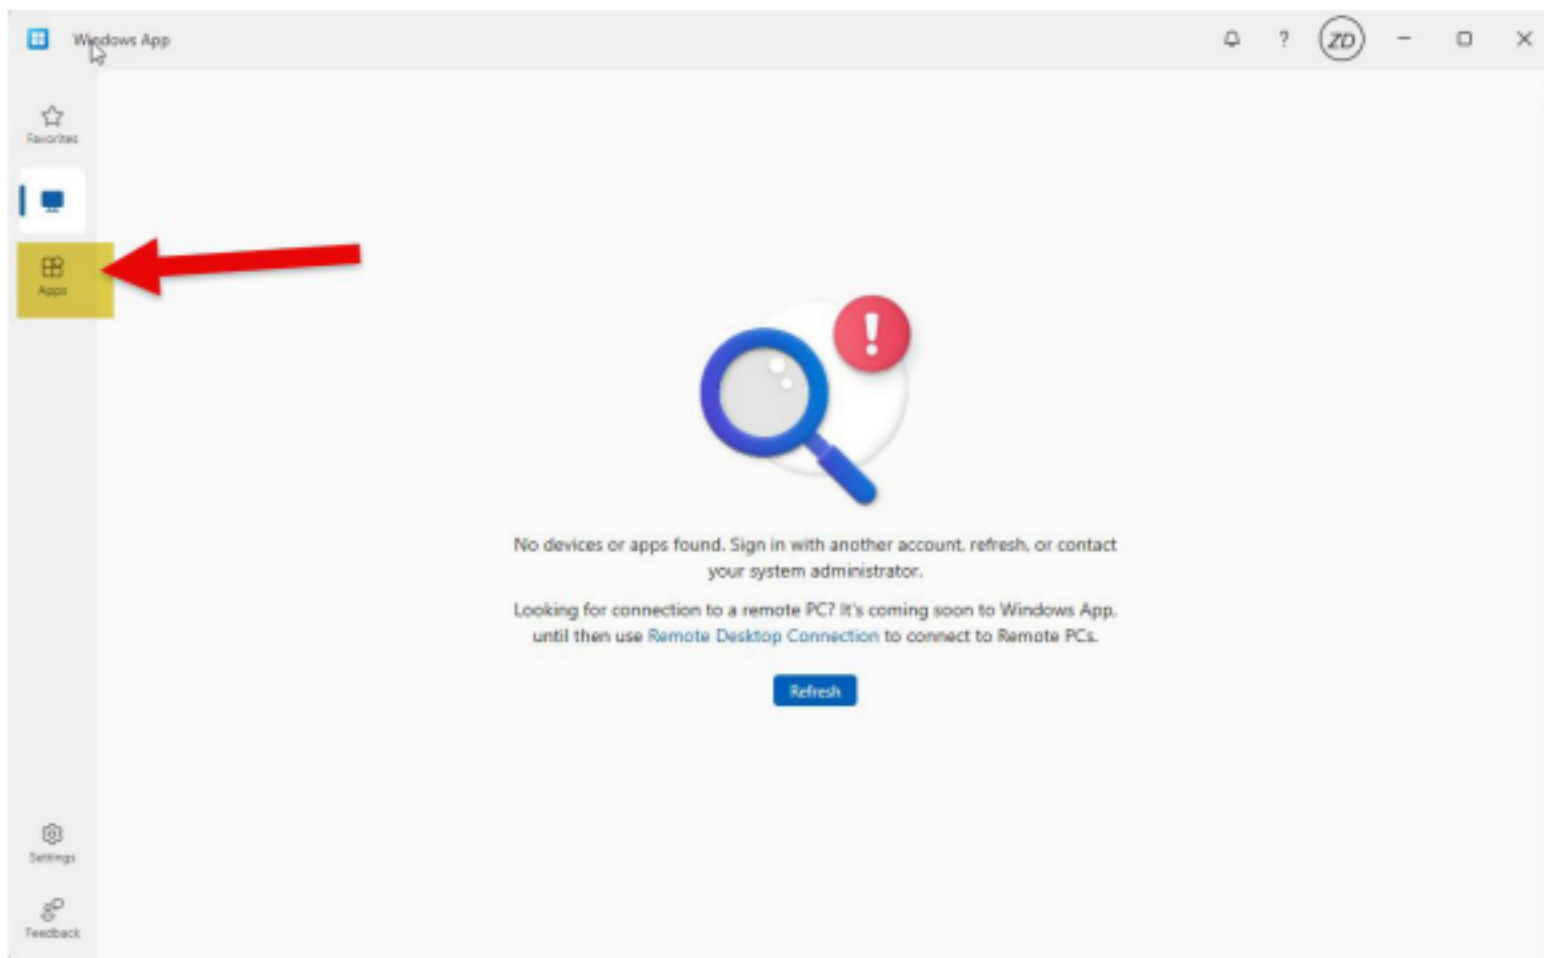 Windows App
?
ZD
Favorites
Apps
!
No devices or apps found. Sign in with another account, refresh, or contact
your system administrator.
Looking for connection to a remote PC? It's coming soon to Windows App,
until then use Remote Desktop Connection to connect to Remote PCs.
Refresh
Settings
Feedback